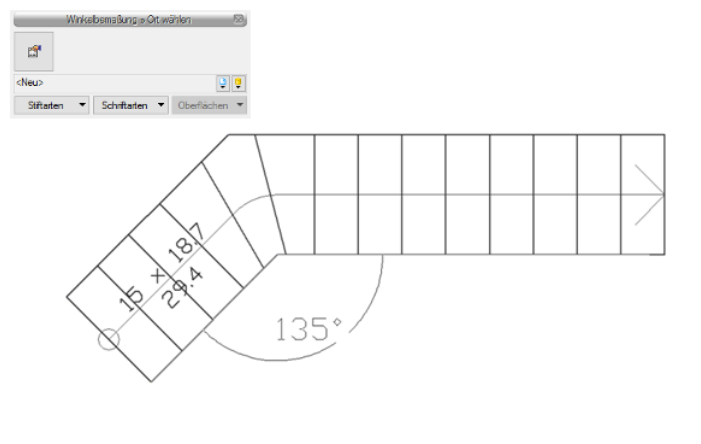 Winkelbemaßung » Ort wählen
<Neu>
Stiftarten Schriftarten Oberflächen
15 x 18.7
29.4
135°